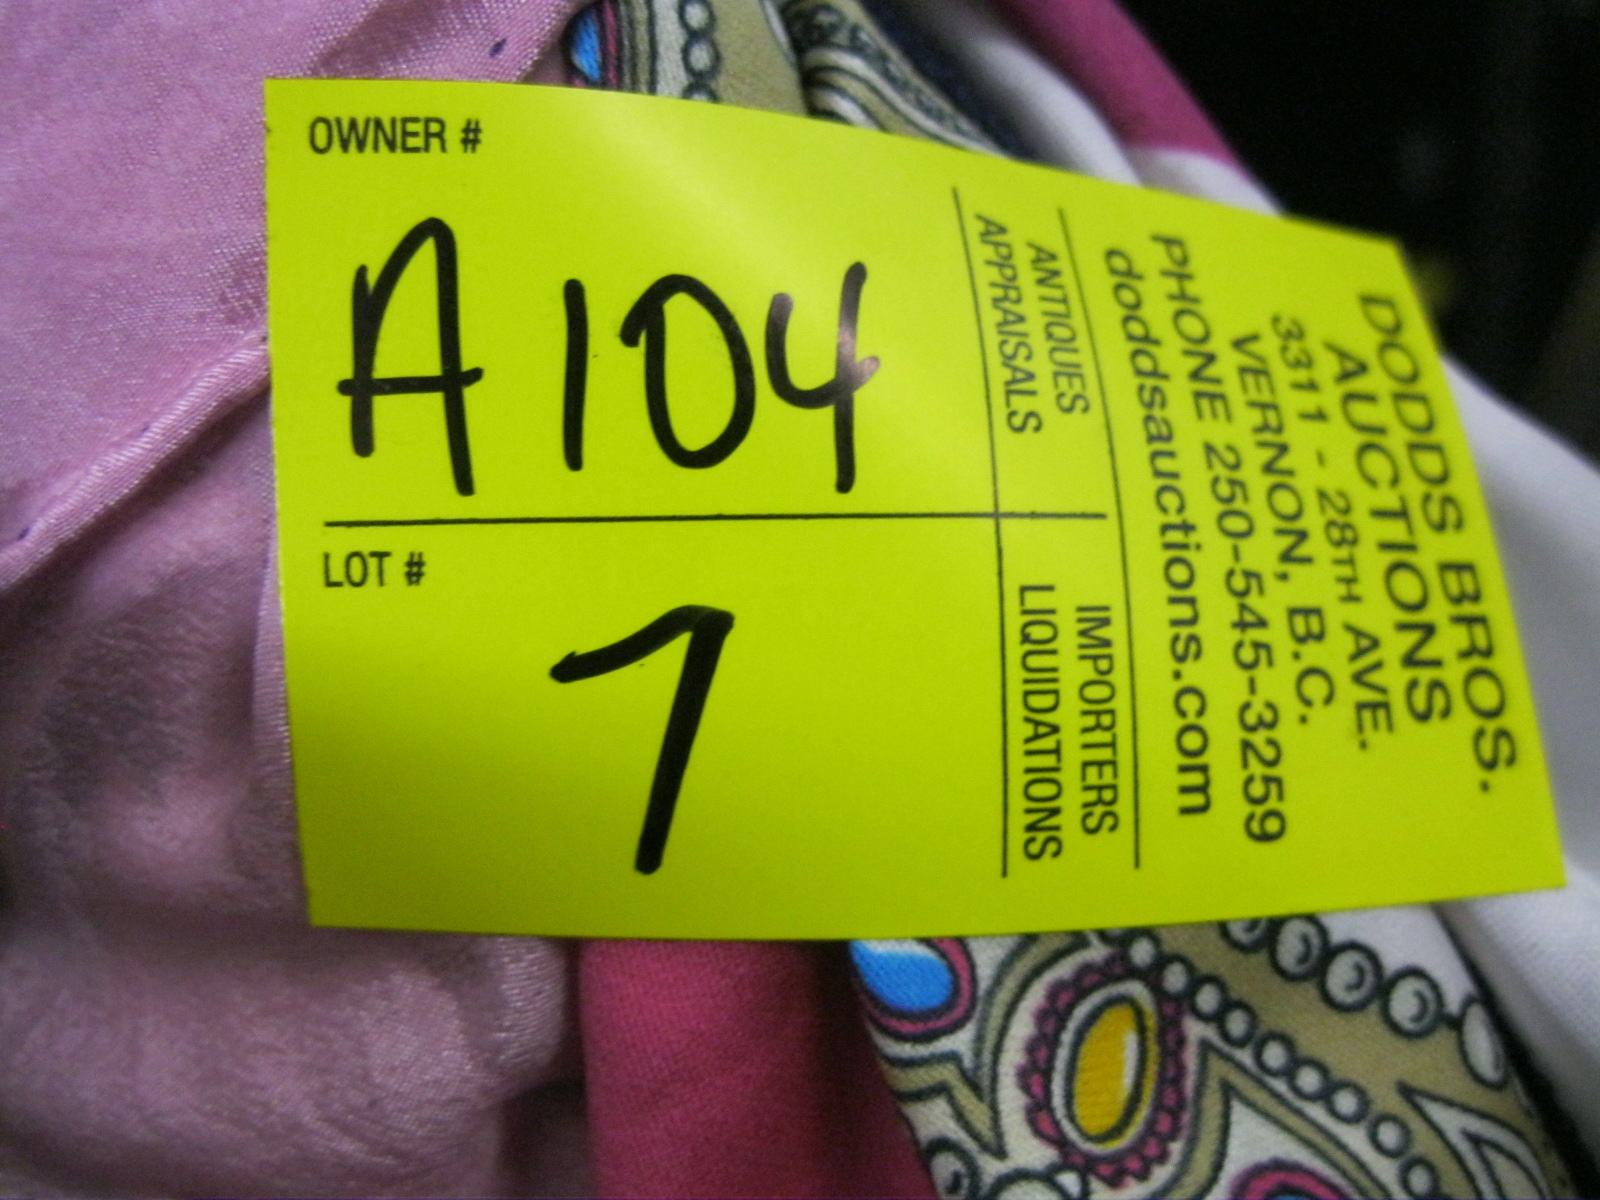 OWNER #
A104
LOT #
7
DODDS BROS.
AUCTIONS
3311 - 28TH AVE.
VERNON, B.C.
PHONE 250-545-3259
doddsauctions.com
ANTIQUES
APPRAISALS
IMPORTERS
LIQUIDATIONS